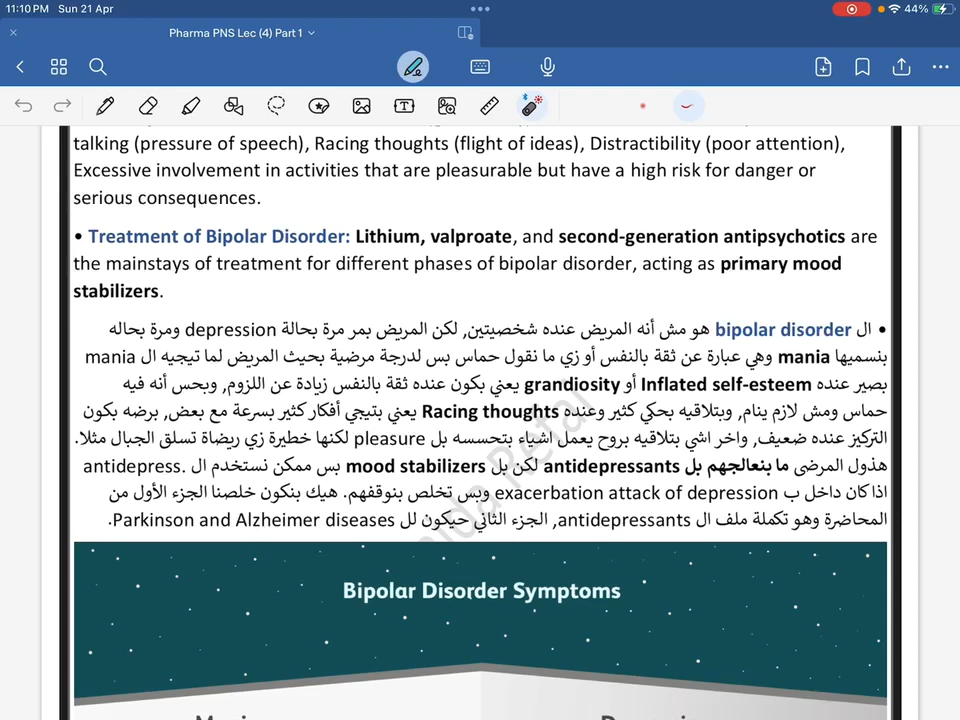 11:10 PM Sun 21 Apr
44%
Pharma PNS Lec (4) Part 1
talking (pressure of speech), Racing thoughts (flight of ideas), Distractibility (poor attention),
Excessive involvement in activities that are pleasurable but have a high risk for danger or
serious consequences.
• Treatment of Bipolar Disorder: Lithium, valproate, and second-generation antipsychotics are
the mainstays of treatment for different phases of bipolar disorder, acting as primary mood
stabilizers.
• ال bipolar disorder هو مش أنه المريض عنده شخصيتين, لكن المريض بمر مرة بحالة depression ومرة بحاله
بنسميها mania وهي عبارة عن ثقة بالنفس أو زي ما نقول حماس بس لدرجة مرضية بحيث المريض لما تيجيه ال mania
بصير عنده Inflated self-esteem أو grandiosity يعني بكون عنده ثقة بالنفس زيادة عن اللزوم, وبحس أنه فيه
حماس ومش لازم ينام, وبتلاقيه بحكي كثير وعنده Racing thoughts يعني بتيجي أفكار كثير بسرعة مع بعض, برضه بكون
التركيز عنده ضعيف, واخر اشي بتلاقيه بروح يعمل اشياء بتحسسه بل pleasure لكنها خطيرة زي ريضاة تسلق الجبال مثلا.
هذول المرضى ما بنعالجهم بل antidepressants لكن بل mood stabilizers بس ممكن نستخدم ال antidepress.
اذا كان داخل ب exacerbation attack of depression وبس تخلص بنوقفهم. هيك بنكون خلصنا الجزء الأول من
المحاضرة وهو تكملة ملف ال antidepressants, الجزء الثاني حيكون لل Parkinson and Alzheimer diseases.
Bipolar Disorder Symptoms